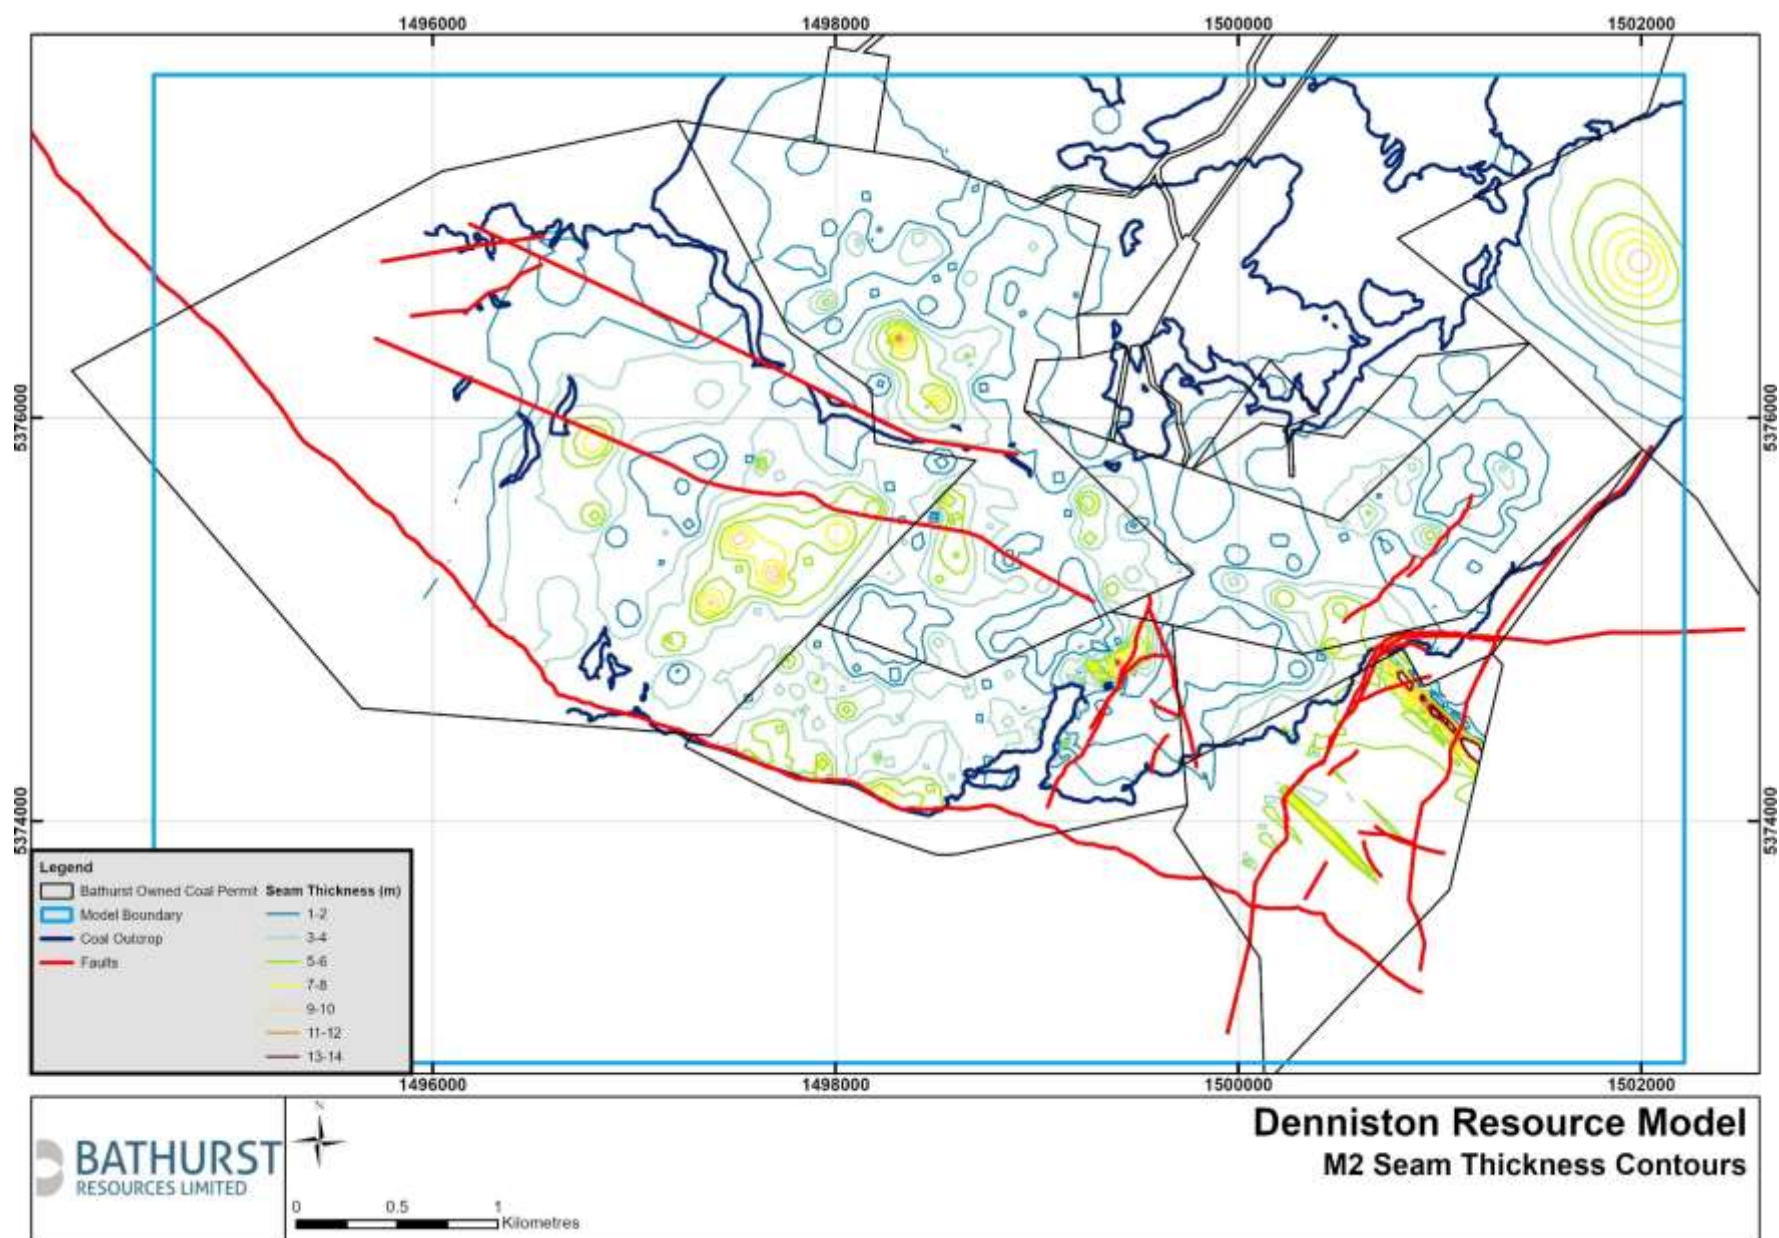 1496000 1498000 1500000 1502000
5376000 5376000
5374000 5374000
Legend
Bathurst Owned Coal Permit
Model Boundary
Coal Outcrop
Faults
Seam Thickness (m)
1-2
3-4
5-6
7-8
9-10
11-12
13-14
1496000 1498000 1500000 1502000
BATHURST
RESOURCES LIMITED
N
0 0.5 1
Kilometres
Denniston Resource Model
M2 Seam Thickness Contours